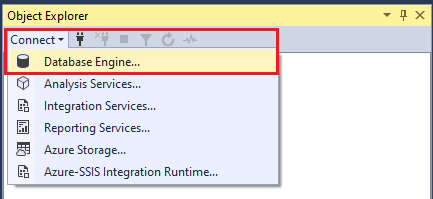 Object Explorer
Connect
Database Engine...
Analysis Services...
Integration Services...
Reporting Services...
Azure Storage...
Azure-SSIS Integration Runtime...